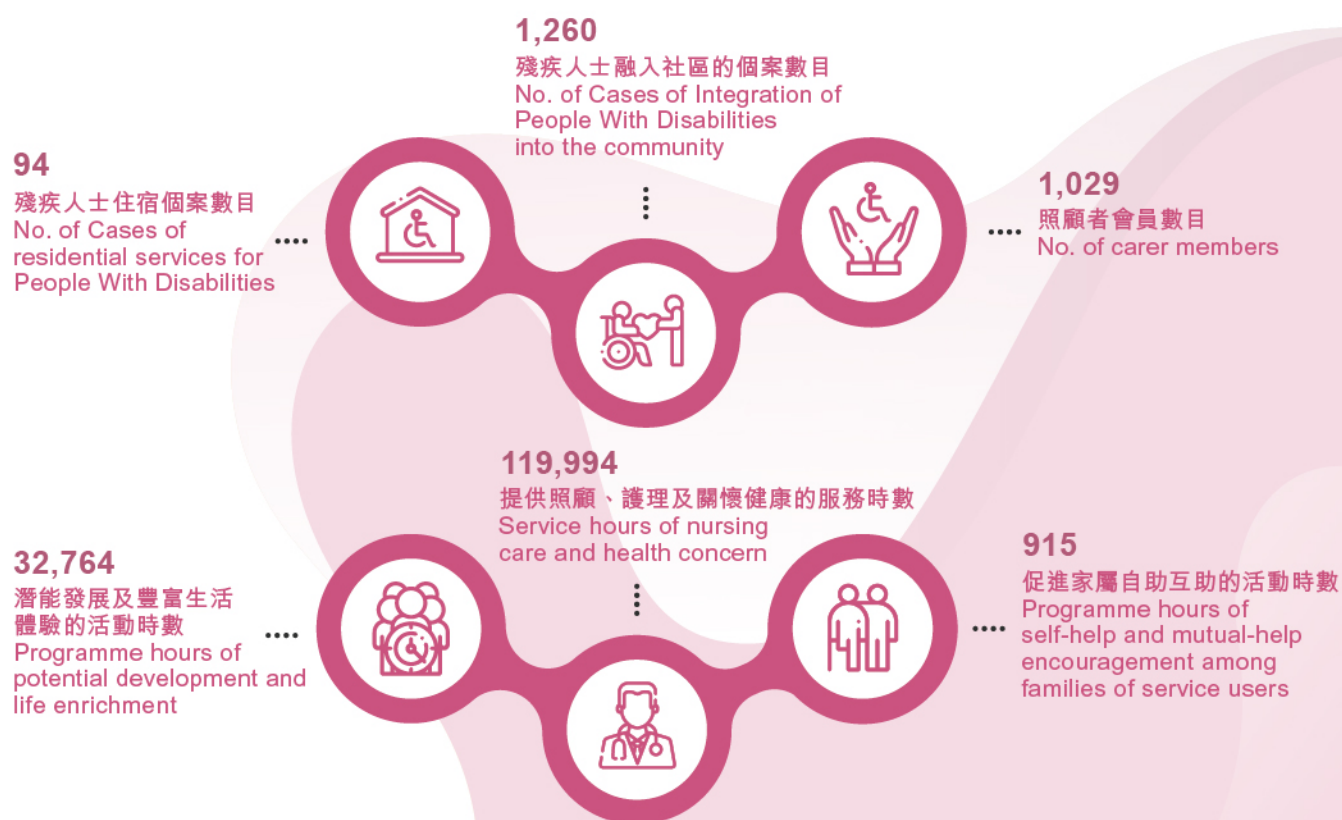 1,260
殘疾人士融入社區的個案數目
No. of Cases of Integration of
People With Disabilities
into the community
94
殘疾人士住宿個案數目
No. of Cases of
residential services for
People With Disabilities
1,029
照顧者會員數目
No. of carer members
119,994
提供照顧、護理及關懷健康的服務時數
Service hours of nursing
care and health concern
32,764
潛能發展及豐富生活
體驗的活動時數
Programme hours of
potential development and
life enrichment
915
促進家屬自助互助的活動時數
Programme hours of
self-help and mutual-help
encouragement among
families of service users